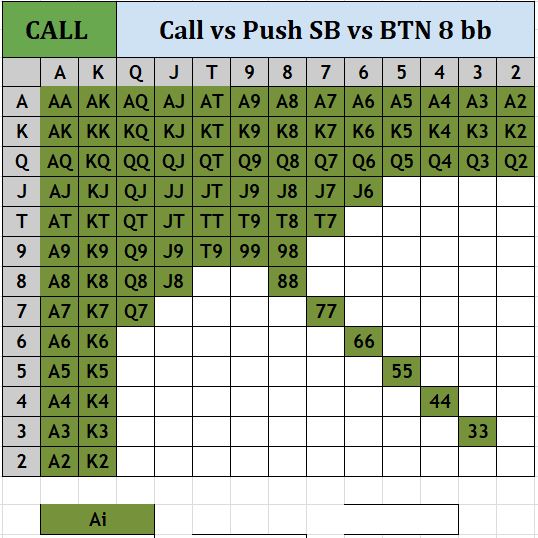 CALL Call vs Push SB vs BTN 8 bb
A K Q J T 9 8 7 6 5 4 3 2
A AA AK AQ AJ AT A9 A8 A7 A6 A5 A4 A3 A2
K AK KK KQ KJ KT K9 K8 K7 K6 K5 K4 K3 K2
Q AQ KQ QQ QJ QT Q9 Q8 Q7 Q6 Q5 Q4 Q3 Q2
J AJ KJ QJ JJ JT J9 J8 J7 J6
T AT KT QT JT TT T9 T8 T7
9 A9 K9 Q9 J9 T9 99 98
8 A8 K8 Q8 J8 88
7 A7 K7 Q7 77
6 A6 K6 66
5 A5 K5 55
4 A4 K4 44
3 A3 K3 33
2 A2 K2
Ai